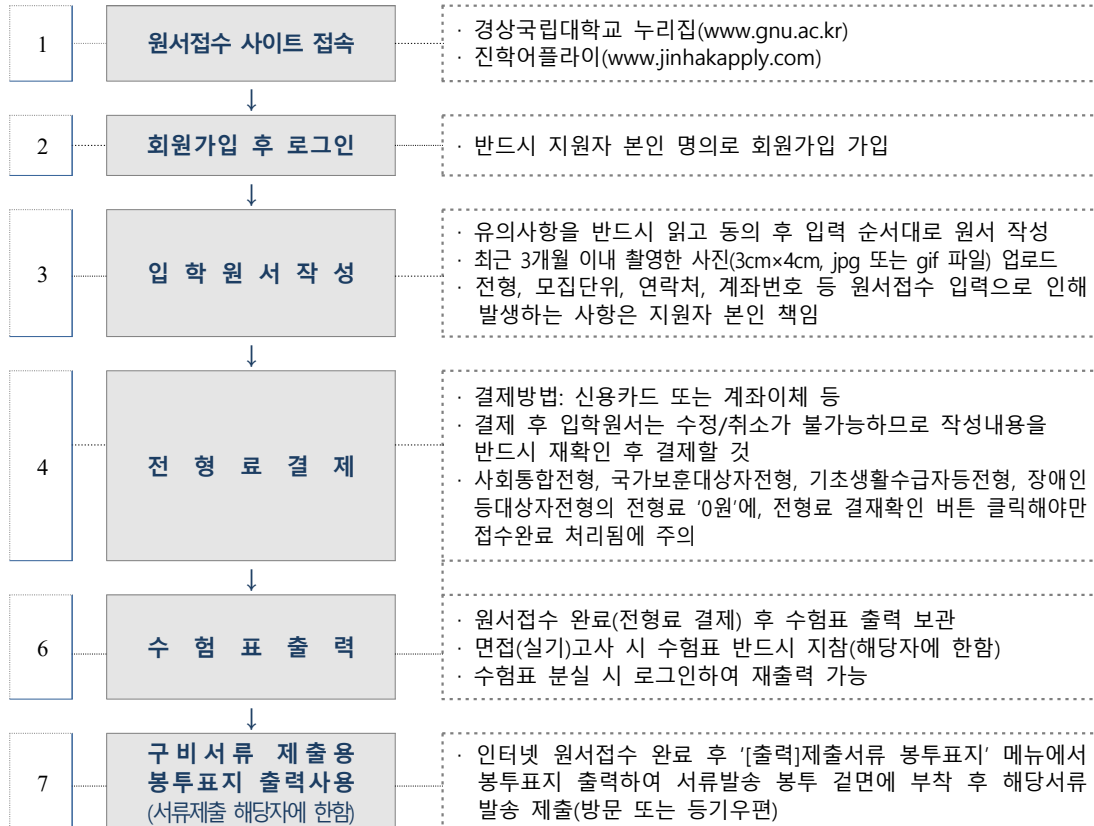 1
원서접수 사이트 접속
· 경상국립대학교 누리집(www.gnu.ac.kr)
· 진학어플라이(www.jinhakapply.com)
↓
2
회원가입 후 로그인
· 반드시 지원자 본인 명의로 회원가입 가입
↓
3
입 학 원 서 작 성
· 유의사항을 반드시 읽고 동의 후 입력 순서대로 원서 작성
· 최근 3개월 이내 촬영한 사진(3cm×4cm, jpg 또는 gif 파일) 업로드
· 전형, 모집단위, 연락처, 계좌번호 등 원서접수 입력으로 인해
발생하는 사항은 지원자 본인 책임
↓
4
전 형 료 결 제
· 결제방법: 신용카드 또는 계좌이체 등
· 결제 후 입학원서는 수정/취소가 불가능하므로 작성내용을
반드시 재확인 후 결제할 것
· 사회통합전형, 국가보훈대상자전형, 기초생활수급자등전형, 장애인
등대상자전형의 전형료 '0원'에, 전형료 결재확인 버튼 클릭해야만
접수완료 처리됨에 주의
↓
6
수 험 표 출 력
· 원서접수 완료(전형료 결제) 후 수험표 출력 보관
· 면접(실기)고사 시 수험표 반드시 지참(해당자에 한함)
· 수험표 분실 시 로그인하여 재출력 가능
↓
7
구비서류 제출용
봉투표지 출력사용
(서류제출 해당자에 한함)
· 인터넷 원서접수 완료 후 '[출력]제출서류 봉투표지' 메뉴에서
봉투표지 출력하여 서류발송 봉투 겉면에 부착 후 해당서류
발송 제출(방문 또는 등기우편)